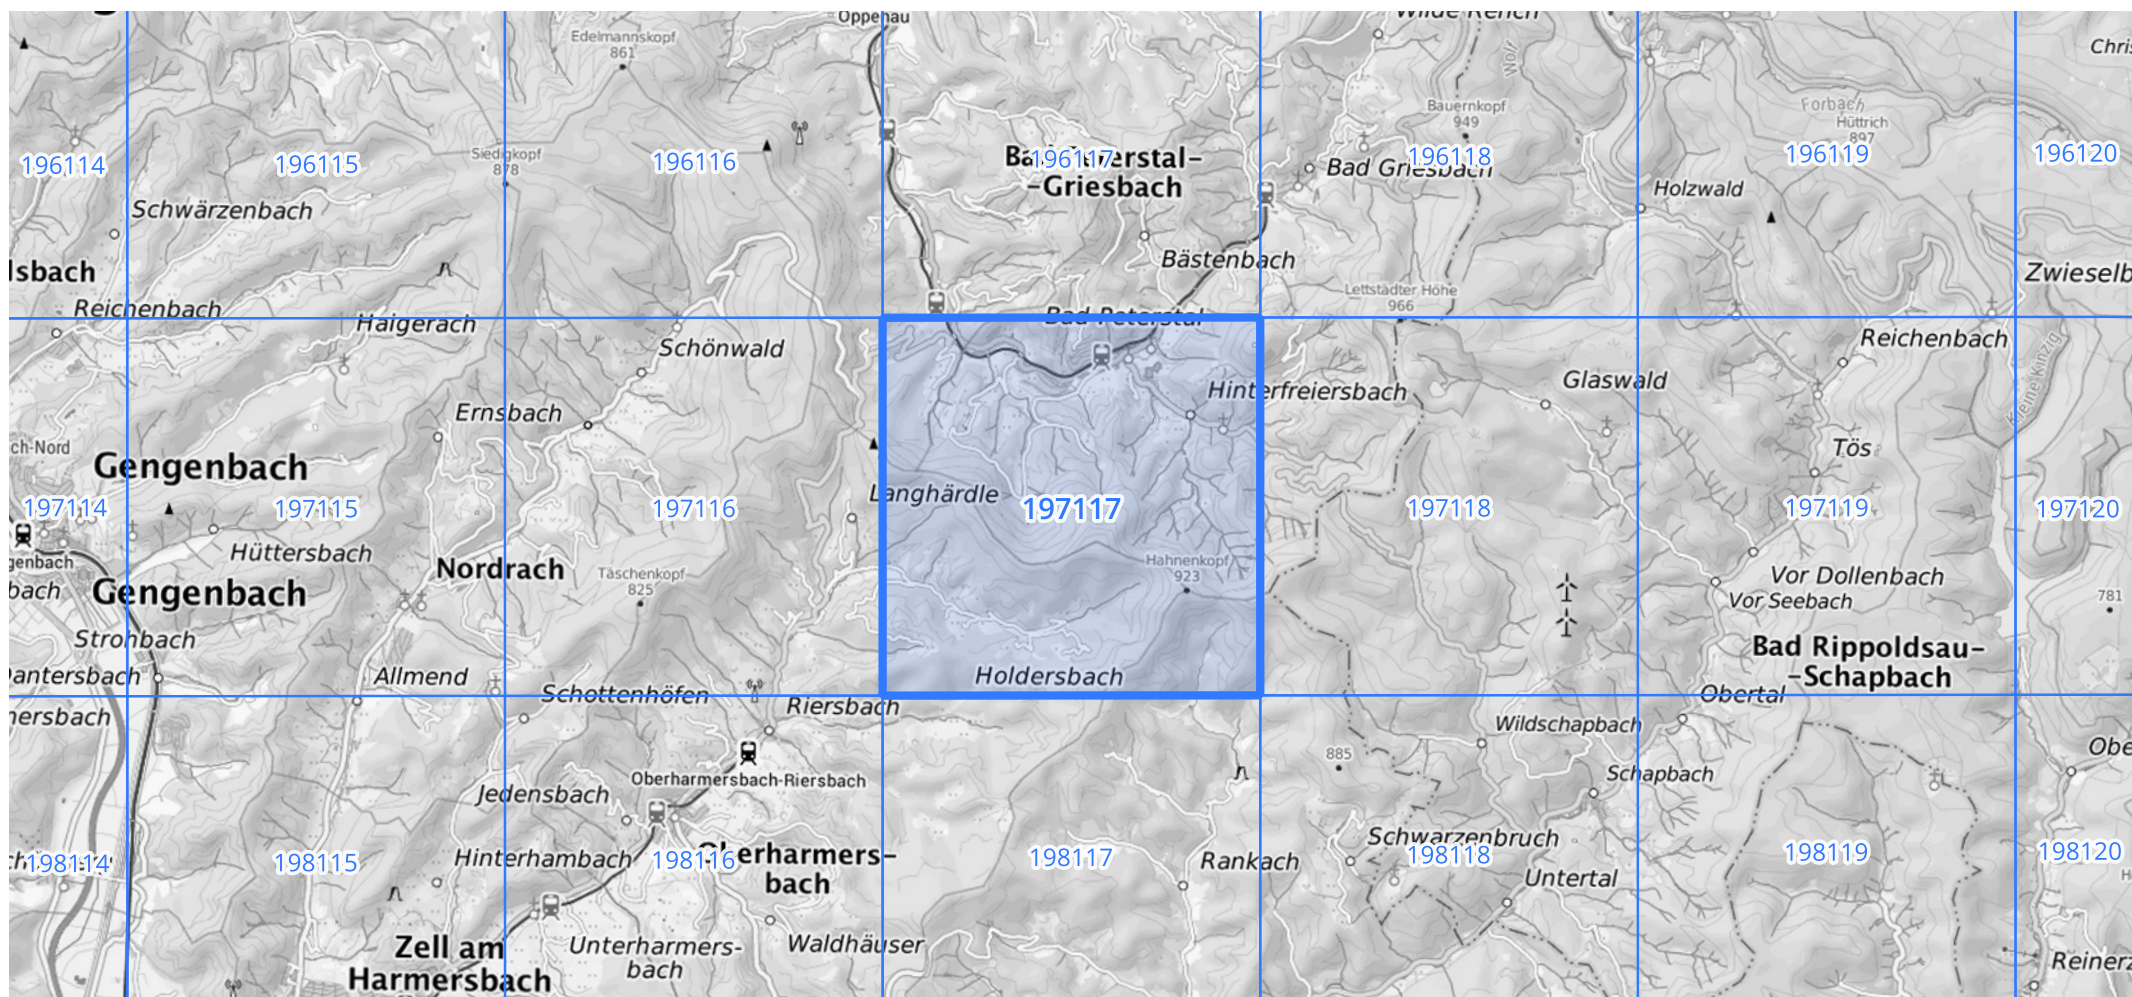 Oppenau
Edelmannskopf
861
Wolf
Bauernkopf
949
Forbach
Hüttrich
897
196114
196115
Siedigkopf
878
196116
Bad Peterstal-
-Griesbach
196117
Bad Griesbach
196118
196119
196120
Holzwald
Schwärzenbach
Reichenbach
Bästenbach
Lettstädter Höhe
966
Haigerach
Bad Peterstal
Reichenbach
Kleine Kinzig
Schönwald
Hinterfreiersbach
Glaswald
Ernsbach
Tös
Gengenbach
Langhärdle
197114
197115
197116
197117
197118
197119
197120
Hüttersbach
Nordrach
Täschenkopf
825
Hahnenkopf
923
Vor Dollenbach
Vor Seebach
781
Gengenbach
Strohbach
Bad Rippoldsau-
-Schapbach
Allmend
Holdersbach
Schottenhöfen
Obertal
Riersbach
Wildschapbach
885
Oberharmersbach-Riersbach
Schapbach
Jedensbach
Schwarzenbruch
198114
198115
Hinterhambach
198116
Oberharmers-
bach
198117
Rankach
198118
198119
198120
Untertal
Zell am
Harmersbach
Unterharmers-
bach
Waldhäuser